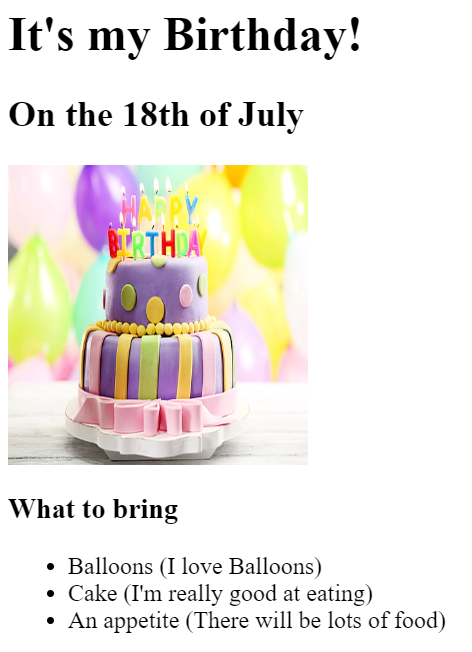 It's my Birthday!
On the 18th of July
HAPPY
BIRTHDAY
What to bring
Balloons (I love Balloons)
Cake (I'm really good at eating)
An appetite (There will be lots of food)